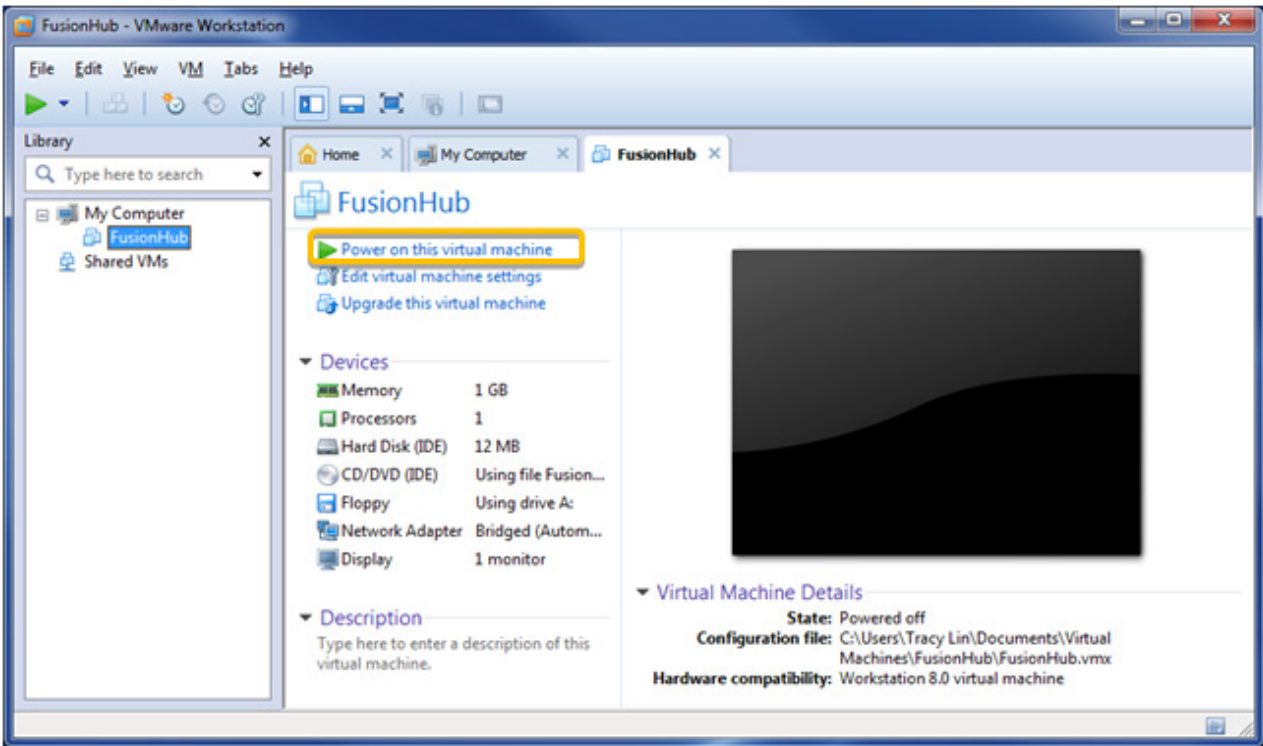 FusionHub - VMware Workstation
File Edit View VM Tabs Help
Library
Type here to search
My Computer
FusionHub
Shared VMs
Home My Computer FusionHub
FusionHub
Power on this virtual machine
Edit virtual machine settings
Upgrade this virtual machine
Devices
Memory 1 GB
Processors 1
Hard Disk (IDE) 12 MB
CD/DVD (IDE) Using file Fusion...
Floppy Using drive A:
Network Adapter Bridged (Autom...
Display 1 monitor
Description
Type here to enter a description of this
virtual machine.
Virtual Machine Details
State: Powered off
Configuration file: C:\Users\Tracy Lin\Documents\Virtual
Machines\FusionHub\FusionHub.vmx
Hardware compatibility: Workstation 8.0 virtual machine